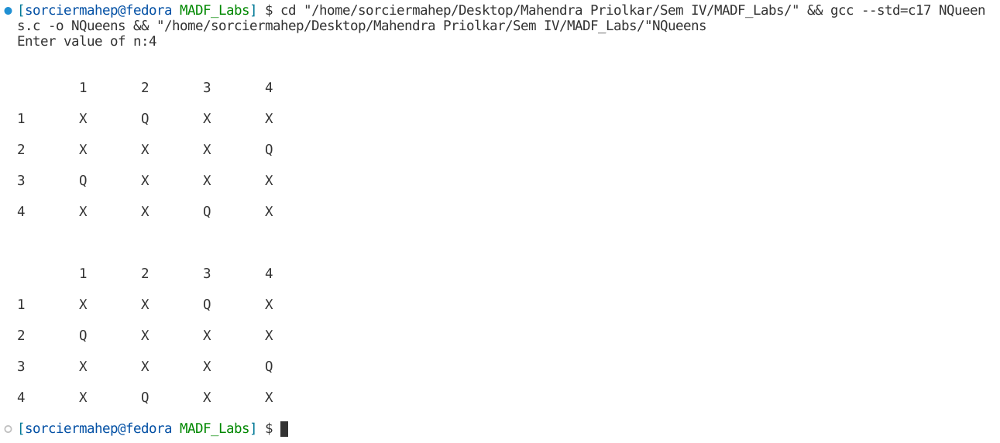 [sorciermahep@fedora MADF_Labs] $ cd "/home/sorciermahep/Desktop/Mahendra Priolkar/Sem IV/MADF_Labs/" && gcc --std=c17 NQueen
s.c -o NQueens && "/home/sorciermahep/Desktop/Mahendra Priolkar/Sem IV/MADF_Labs/"NQueens
Enter value of n:4
1 2 3 4
1 X Q X X
2 X X X Q
3 Q X X X
4 X X Q X
1 2 3 4
1 X X Q X
2 Q X X X
3 X X X Q
4 X Q X X
[sorciermahep@fedora MADF_Labs] $